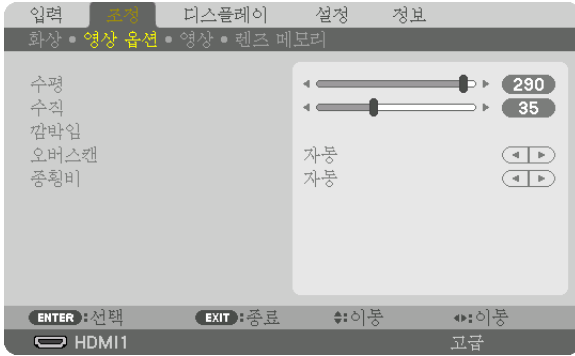 입력 조정 디스플레이 설정 정보
화상 • 영상 옵션 • 영상 • 렌즈 메모리
수평 290
수직 35
깜박임
오버스캔 자동
종횡비 자동
ENTER :선택 EXIT :종료 :이동 :이동
HDMI1 고급